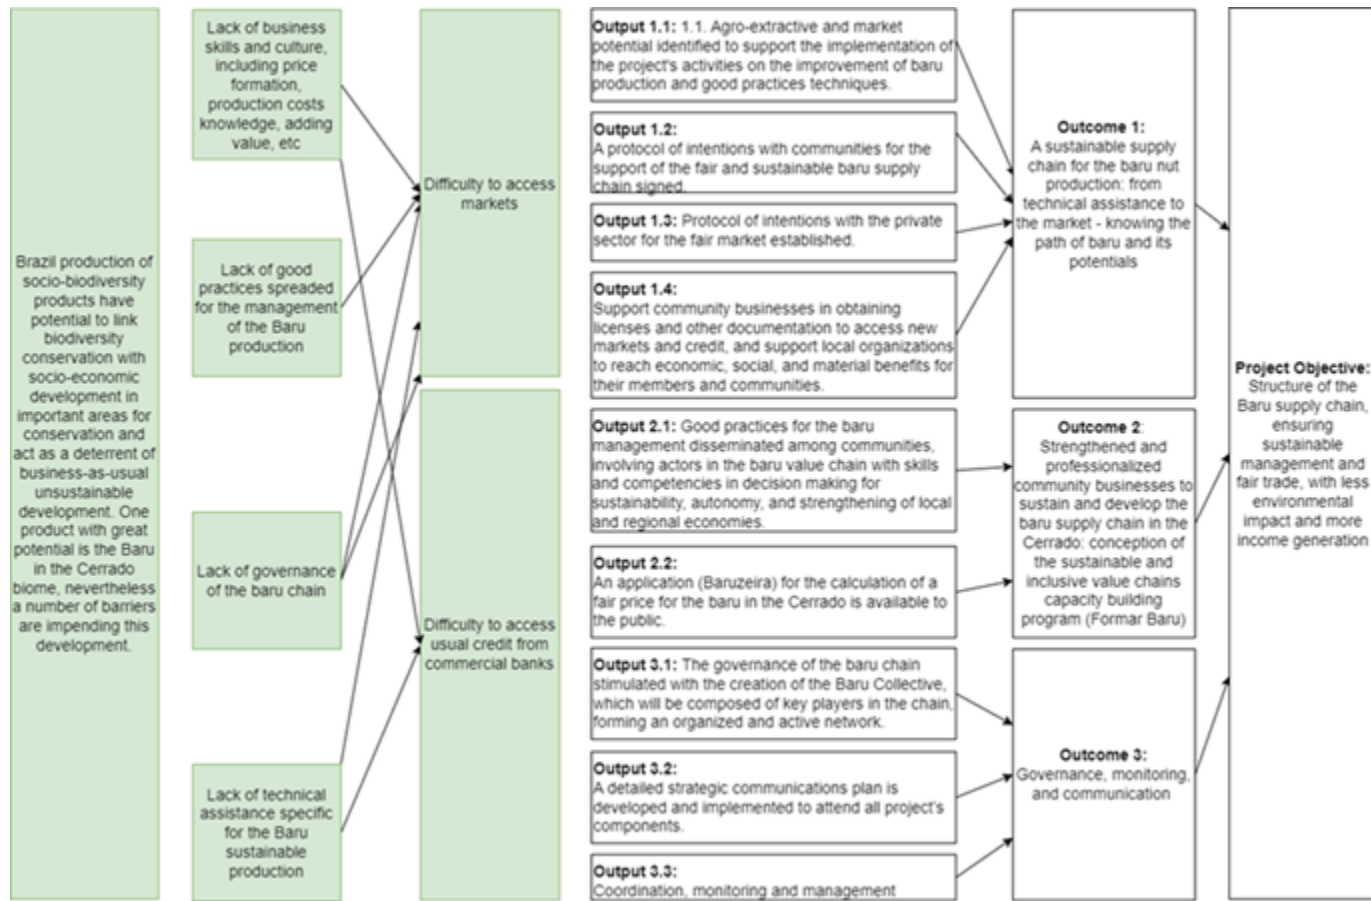 Brazil production of
socio-biodiversity
products have
potential to link
biodiversity
conservation with
socio-economic
development in
important areas for
conservation and
act as a deterrent of
business-as-usual
unsustainable
development. One
product with great
potential is the Baru
in the Cerrado
biome, nevertheless
a number of barriers
are impending this
development.
Lack of business
skills and culture,
including price
formation,
production costs
knowledge, adding
value, etc
Lack of good
practices spreaded
for the management
of the Baru
production
Lack of governance
of the baru chain
Lack of technical
assistance specific
for the Baru
sustainable
production
Difficulty to access
markets
Difficulty to access
usual credit from
commercial banks
Output 1.1: 1.1. Agro-extractive and market
potential identified to support the implementation of
the project's activities on the improvement of baru
production and good practices techniques.
Output 1.2:
A protocol of intentions with communities for the
support of the fair and sustainable baru supply
chain signed.
Output 1.3: Protocol of intentions with the private
sector for the fair market established.
Output 1.4:
Support community businesses in obtaining
licenses and other documentation to access new
markets and credit, and support local organizations
to reach economic, social, and material benefits for
their members and communities.
Output 2.1: Good practices for the baru
management disseminated among communities,
involving actors in the baru value chain with skills
and competencies in decision making for
sustainability, autonomy, and strengthening of local
and regional economies.
Output 2.2:
An application (Baruzeira) for the calculation of a
fair price for the baru in the Cerrado is available to
the public.
Output 3.1: The governance of the baru chain
stimulated with the creation of the Baru Collective,
which will be composed of key players in the chain,
forming an organized and active network.
Output 3.2:
A detailed strategic communications plan is
developed and implemented to attend all project's
components.
Output 3.3:
Coordination, monitoring and management
Outcome 1:
A sustainable supply
chain for the baru nut
production: from
technical assistance to
the market - knowing the
path of baru and its
potentials
Outcome 2:
Strengthened and
professionalized
community businesses to
sustain and develop the
baru supply chain in the
Cerrado: conception of
the sustainable and
inclusive value chains
capacity building
program (Formar Baru)
Outcome 3:
Governance, monitoring,
and communication
Project Objective:
Structure of the
Baru supply chain,
ensuring
sustainable
management and
fair trade, with less
environmental
impact and more
income generation